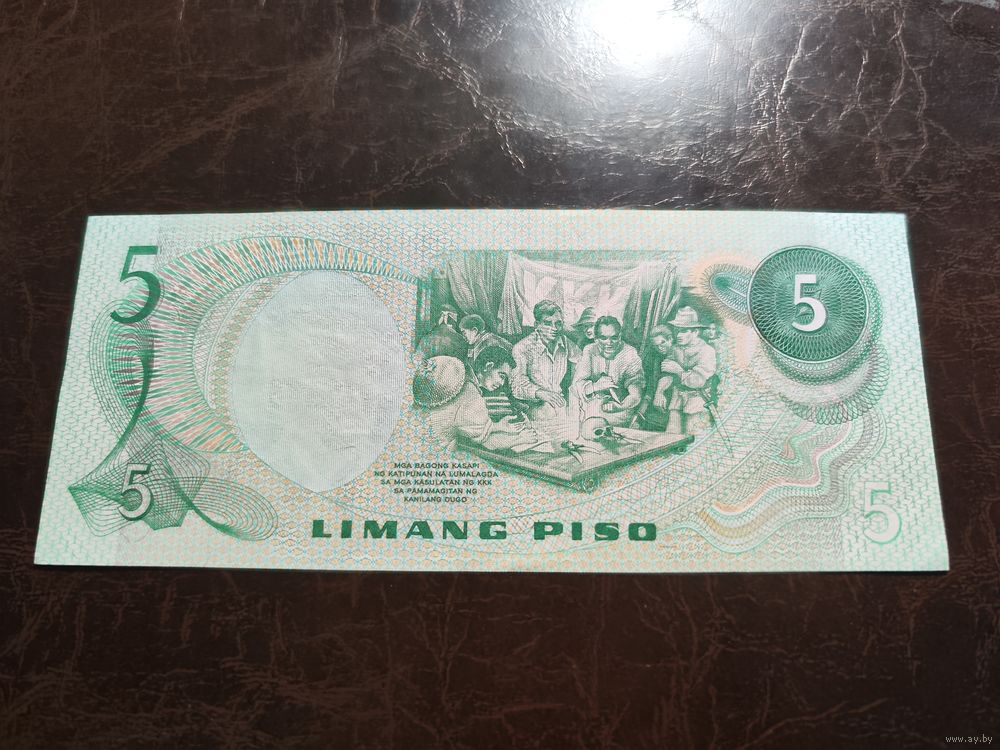 5
5
KKK
MGA BAGONG KASAPI
NG KATIPUNAN NA LUMALAGDA
SA MGA KASULATAN NG KKK
SA PAMAMAGITAN NG
KANILANG DUGO
5
5
LIMANG PISO
www.ay.by